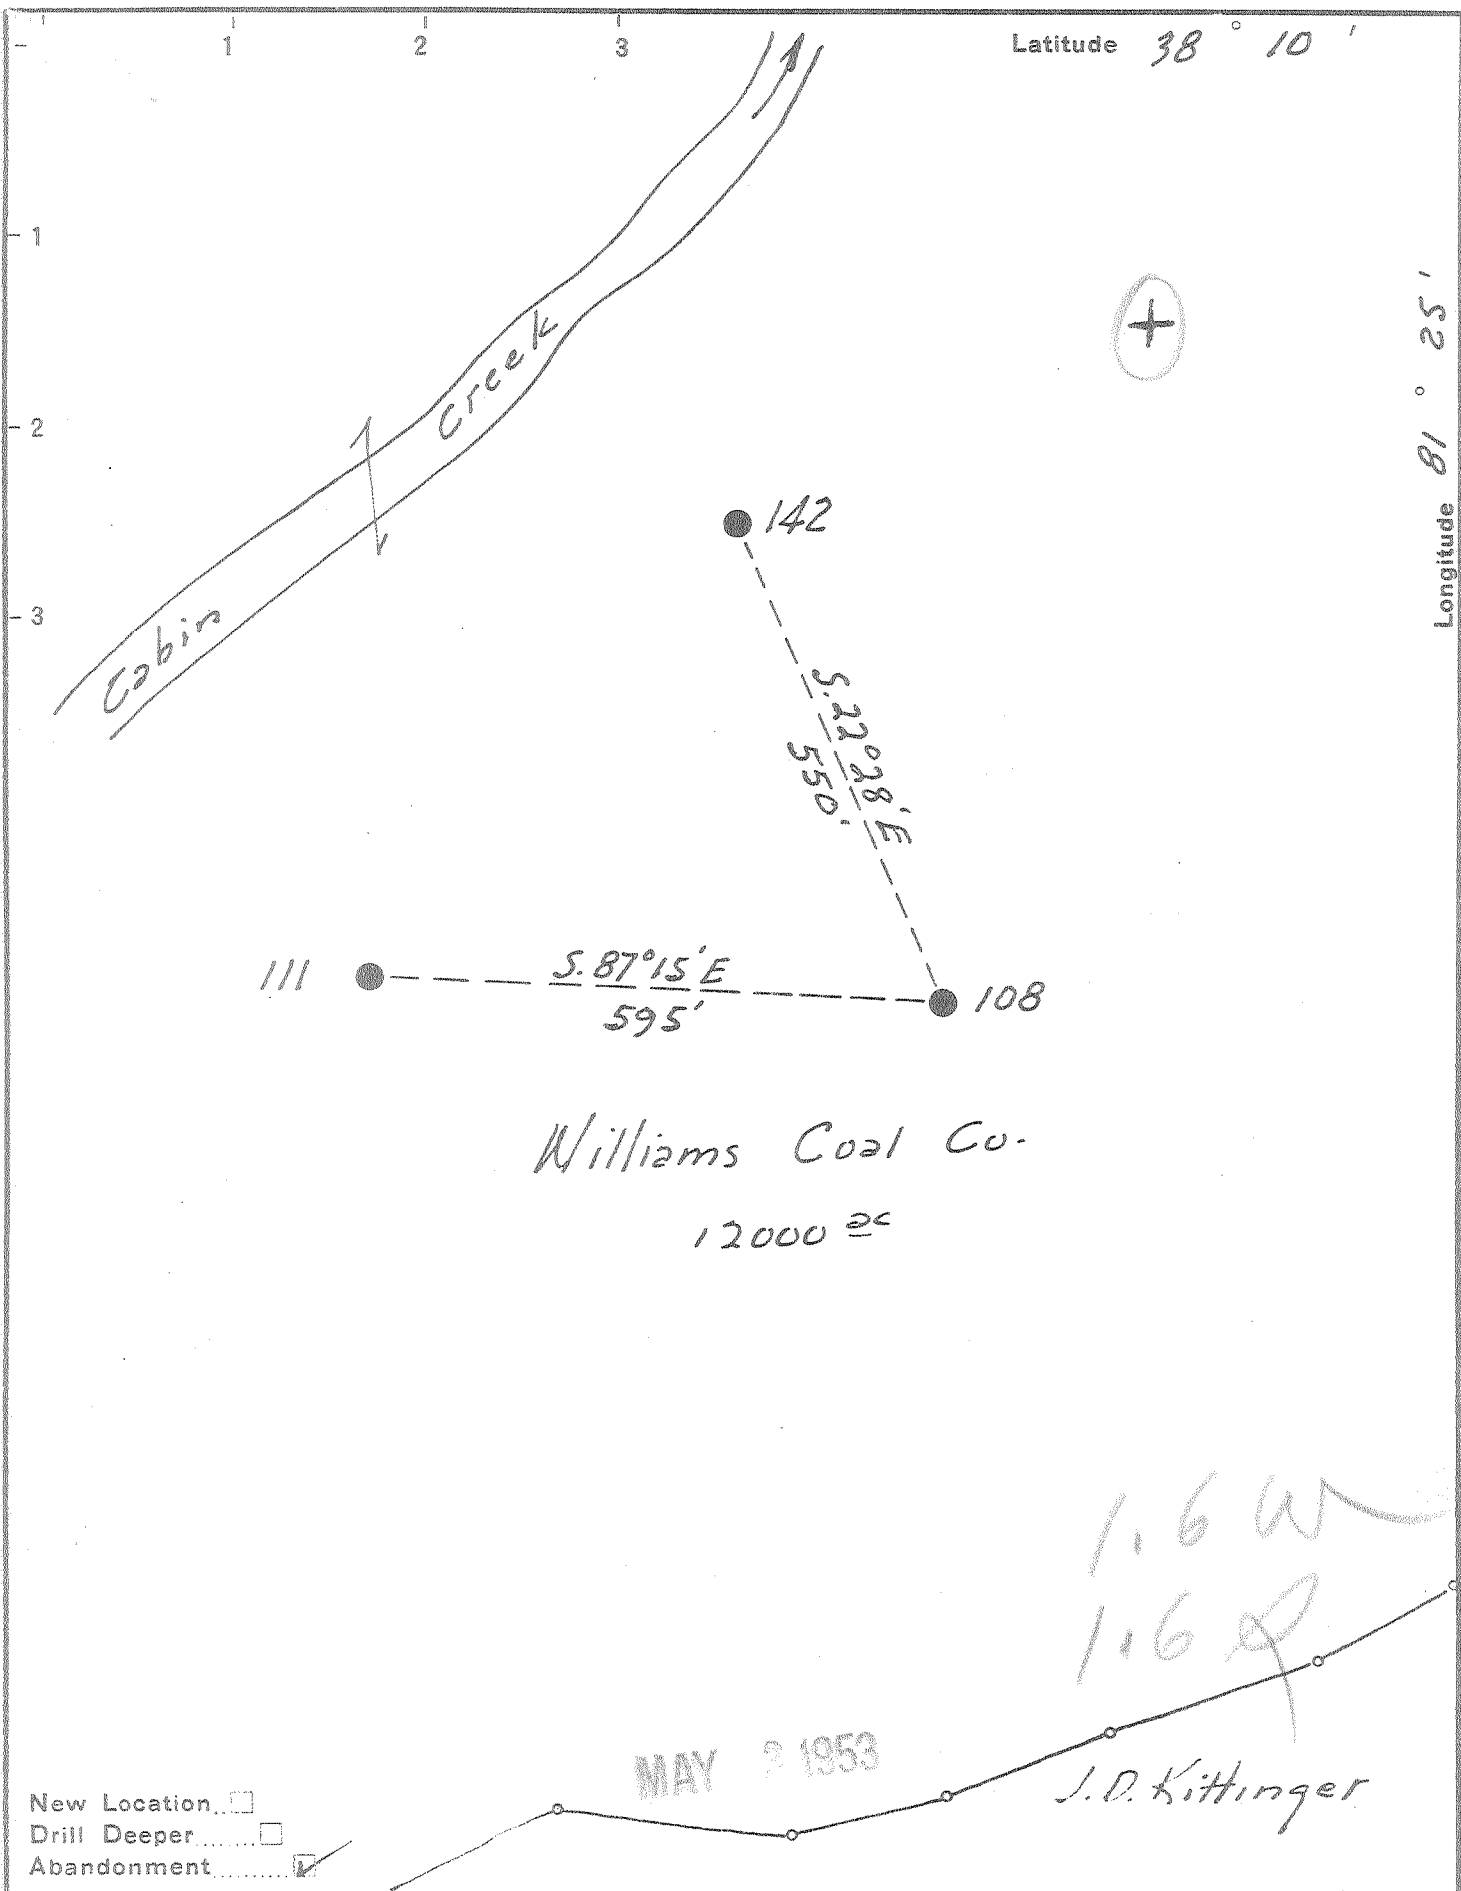 1 2 3 Latitude 38° 10'
1
2
3
Longitude 81° 25'
Cabin Creek
142
S. 22°28' E
550'
111
S. 87°15' E
595'
108
Williams Coal Co.
12000 ac
1.6 W
1.6
MAY 1953
J.D. Kittinger
New Location
Drill Deeper
Abandonment